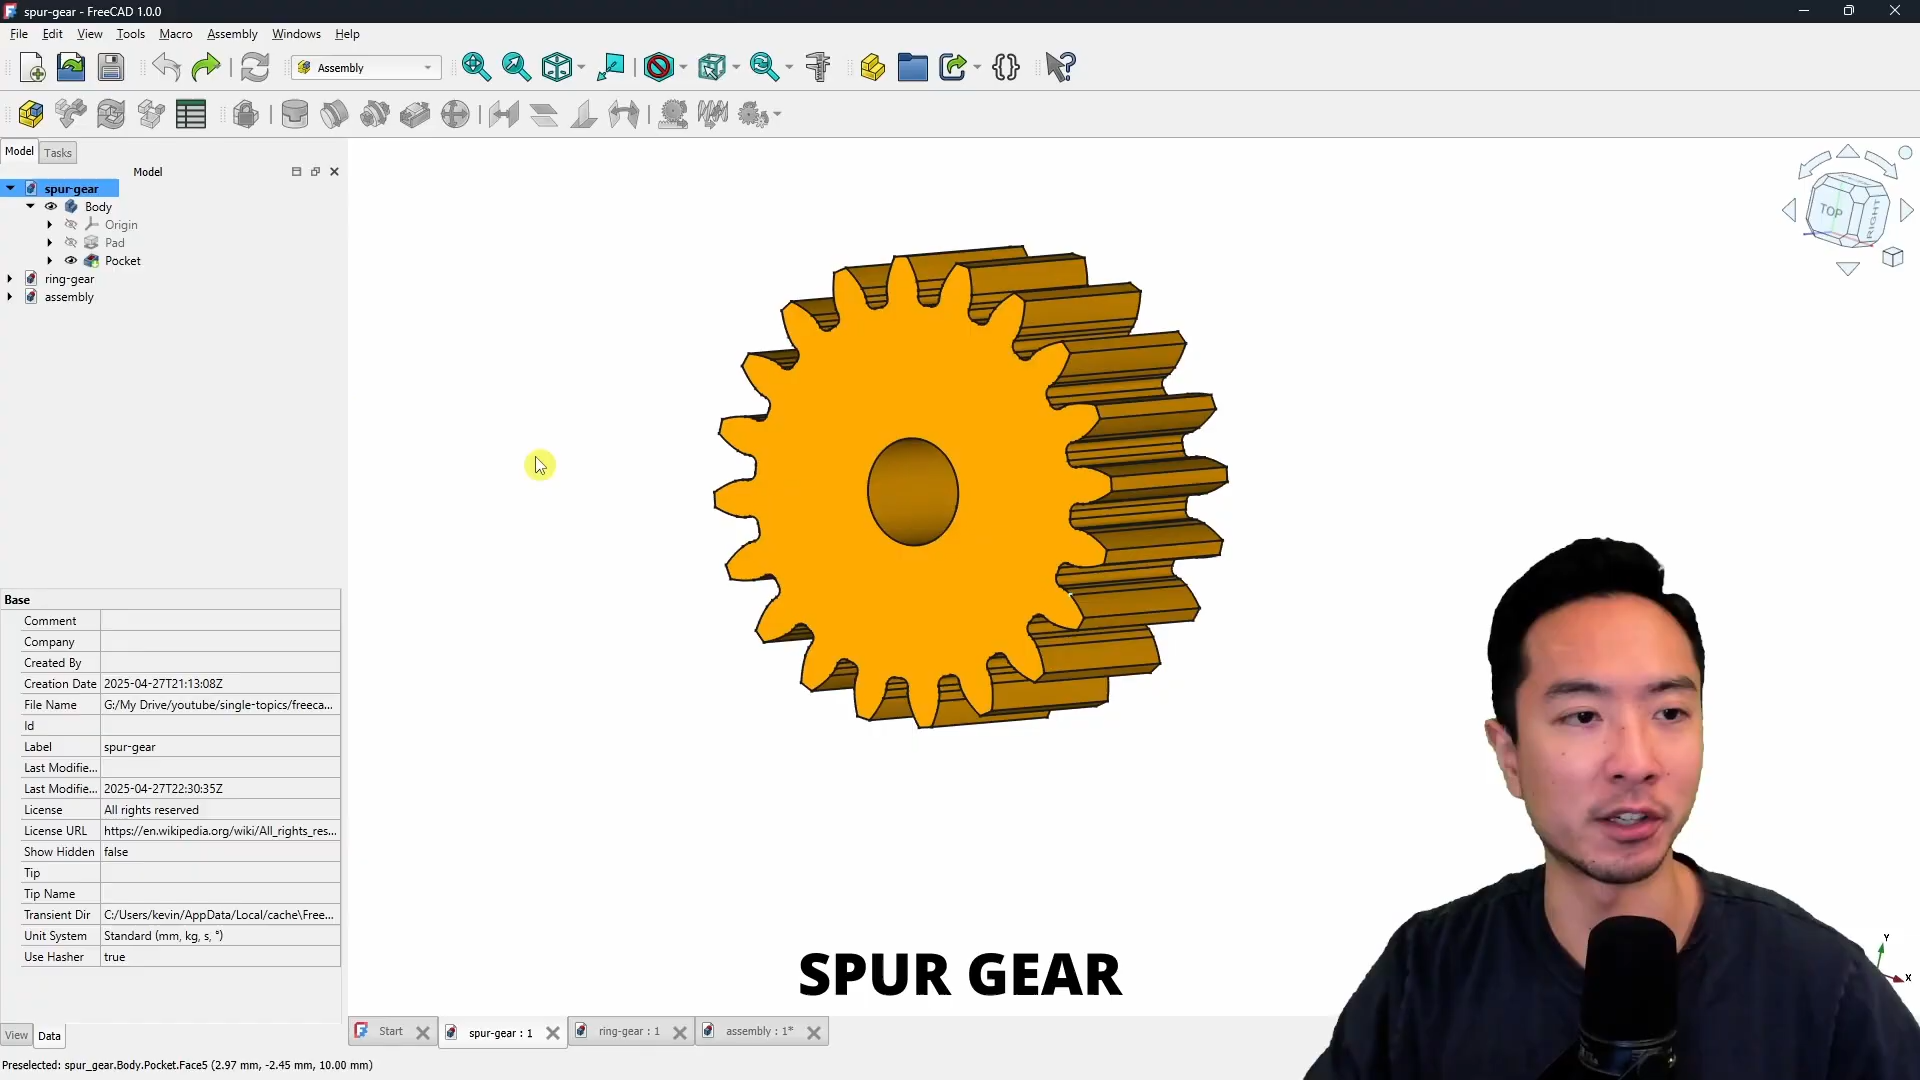 spur-gear - FreeCAD 1.0.0
File Edit View Tools Macro Assembly Windows Help
Assembly
Model Tasks
Model
spur-gear
Body
Origin
Pad
Pocket
ring-gear
assembly
TOP
RIGHT
Base
Comment
Company
Created By
Creation Date 2025-04-27T21:13:08Z
File Name G:/My Drive/youtube/single-topics/freeca...
Id
Label spur-gear
Last Modifie...
Last Modifie... 2025-04-27T22:30:35Z
License All rights reserved
License URL https://en.wikipedia.org/wiki/All_rights_res...
Show Hidden false
Tip
Tip Name
Transient Dir C:/Users/kevin/AppData/Local/cache\Free...
Unit System Standard (mm, kg, s, °)
Use Hasher true
SPUR GEAR
Y
X
View Data
Start spur-gear : 1 ring-gear : 1 assembly : 1*
Preselected: spur_gear.Body.Pocket.Face5 (2.97 mm, -2.45 mm, 10.00 mm)